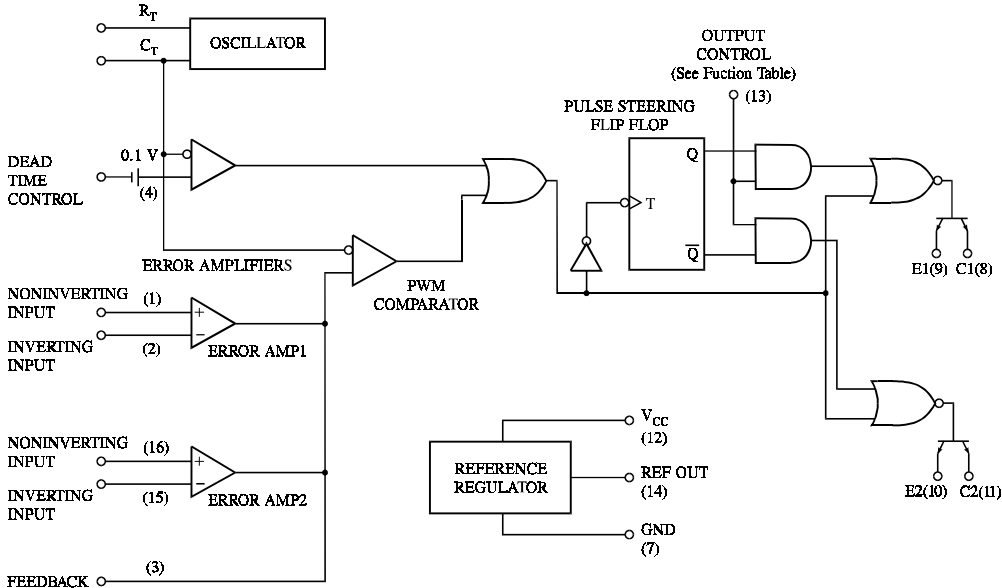 R_T
OSCILLATOR
C_T
OUTPUT
CONTROL
(See Fuction Table)
(13)
PULSE STEERING
FLIP FLOP
DEAD
TIME
CONTROL
0.1 V
(4)
Q
T
Q̅
E1(9) C1(8)
ERROR AMPLIFIERS
PWM
COMPARATOR
NONINVERTING
INPUT
(1)
+
−
INVERTING
INPUT
(2)
ERROR AMP1
NONINVERTING
INPUT
(16)
+
−
INVERTING
INPUT
(15)
ERROR AMP2
REFERENCE
REGULATOR
V_CC
(12)
REF OUT
(14)
GND
(7)
E2(10) C2(11)
FEEDBACK
(3)